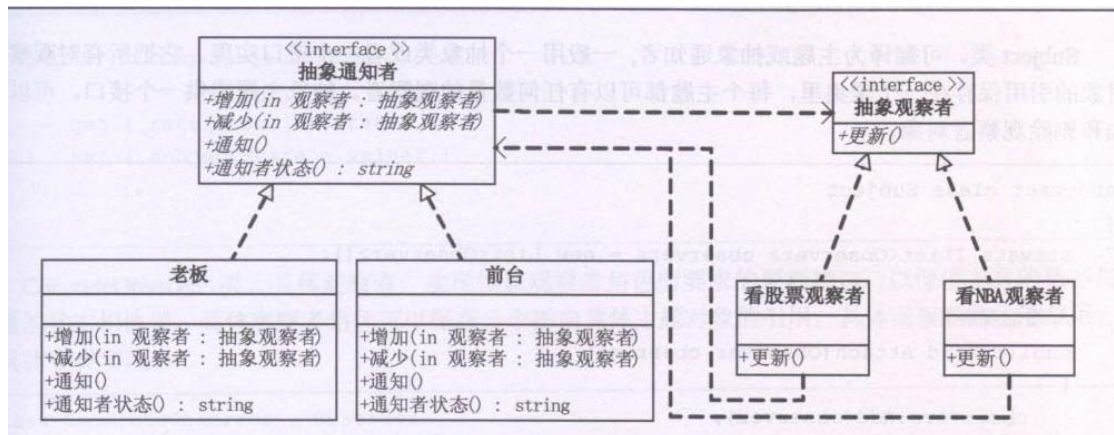 <<interface>>
抽象通知者
+增加(in 观察者 : 抽象观察者)
+减少(in 观察者 : 抽象观察者)
+通知()
+通知者状态() : string
<<interface>>
抽象观察者
+更新()
老板
+增加(in 观察者 : 抽象观察者)
+减少(in 观察者 : 抽象观察者)
+通知()
+通知者状态() : string
前台
+增加(in 观察者 : 抽象观察者)
+减少(in 观察者 : 抽象观察者)
+通知()
+通知者状态() : string
看股票观察者
+更新()
看NBA观察者
+更新()